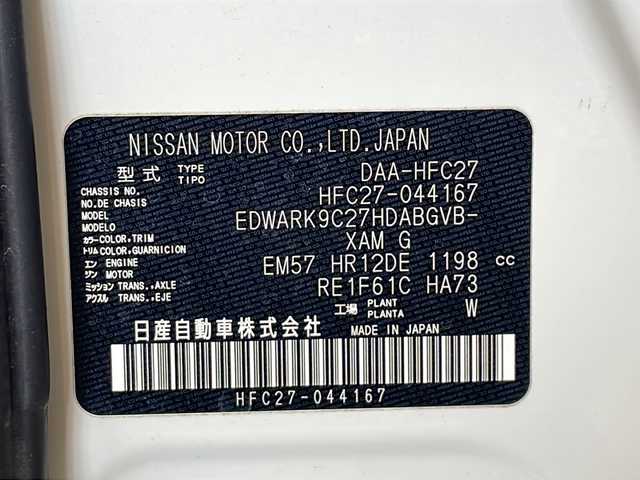 NISSAN MOTOR CO.,LTD.JAPAN
型式 TYPE TIPO DAA-HFC27
CHASSIS NO. NO.DE CHASIS HFC27-044167
MODEL MODELO EDWARK9C27HDABGVB-
カラー COLOR,TRIM トリム COLOR,GUARNICION XAM G
エン ENGINE ジン MOTOR EM57 HR12DE 1198 cc
ミッション TRANS.,AXLE アクスル TRANS.,EJE RE1F61C HA73
工場 PLANT PLANTA W
日産自動車株式会社 MADE IN JAPAN
HFC27-044167